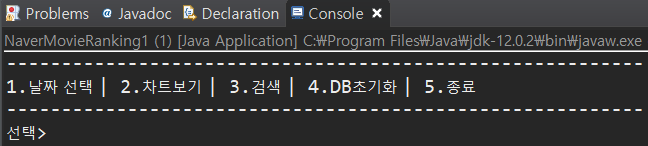 Problems @ Javadoc Declaration Console
NaverMovieRanking1 (1) [Java Application] C:₩Program Files₩Java₩jdk-12.0.2₩bin₩javaw.exe
--------------------------------------------------
1.날짜 선택 | 2.차트보기 | 3.검색 | 4.DB초기화 | 5.종료
--------------------------------------------------
선택>